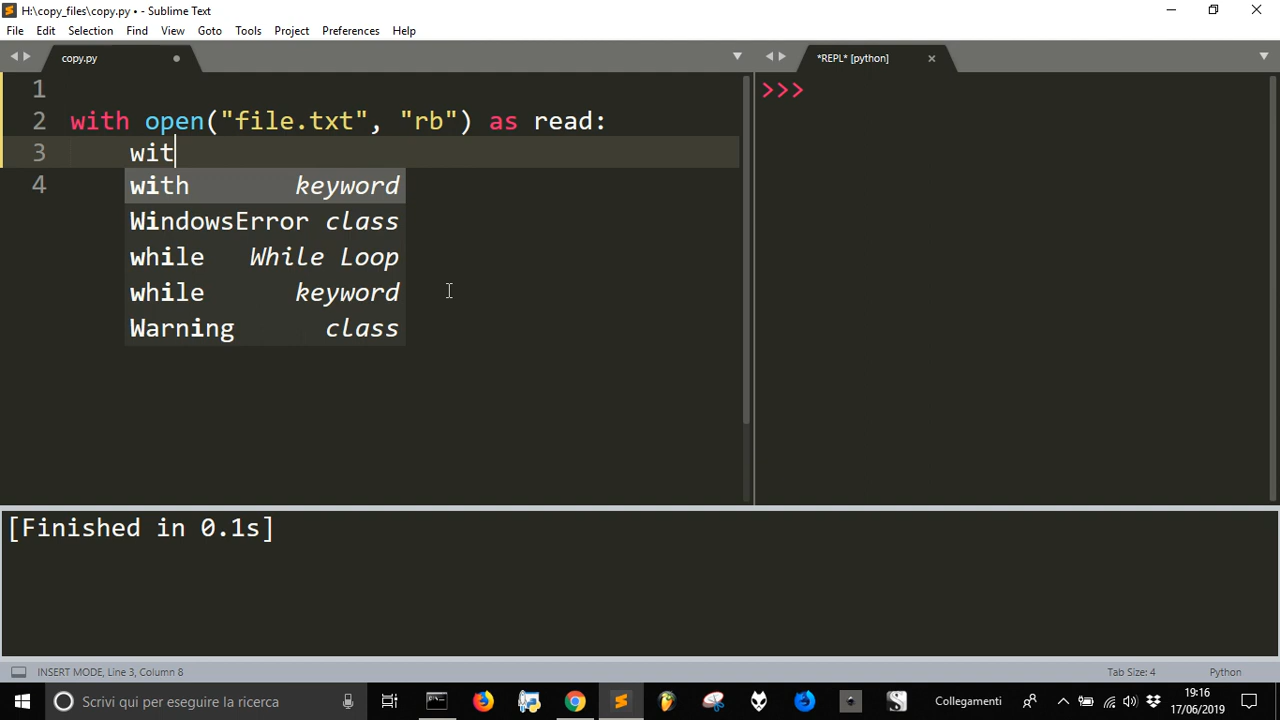 H:\copy_files\copy.py • - Sublime Text
File Edit Selection Find View Goto Tools Project Preferences Help
copy.py
*REPL* [python]
1
2 with open("file.txt", "rb") as read:
3 wit
4
with keyword
WindowsError class
while While Loop
while keyword
Warning class
>>>
[Finished in 0.1s]
INSERT MODE, Line 3, Column 8
Tab Size: 4
Python
Scrivi qui per eseguire la ricerca
Collegamenti
19:16
17/06/2019